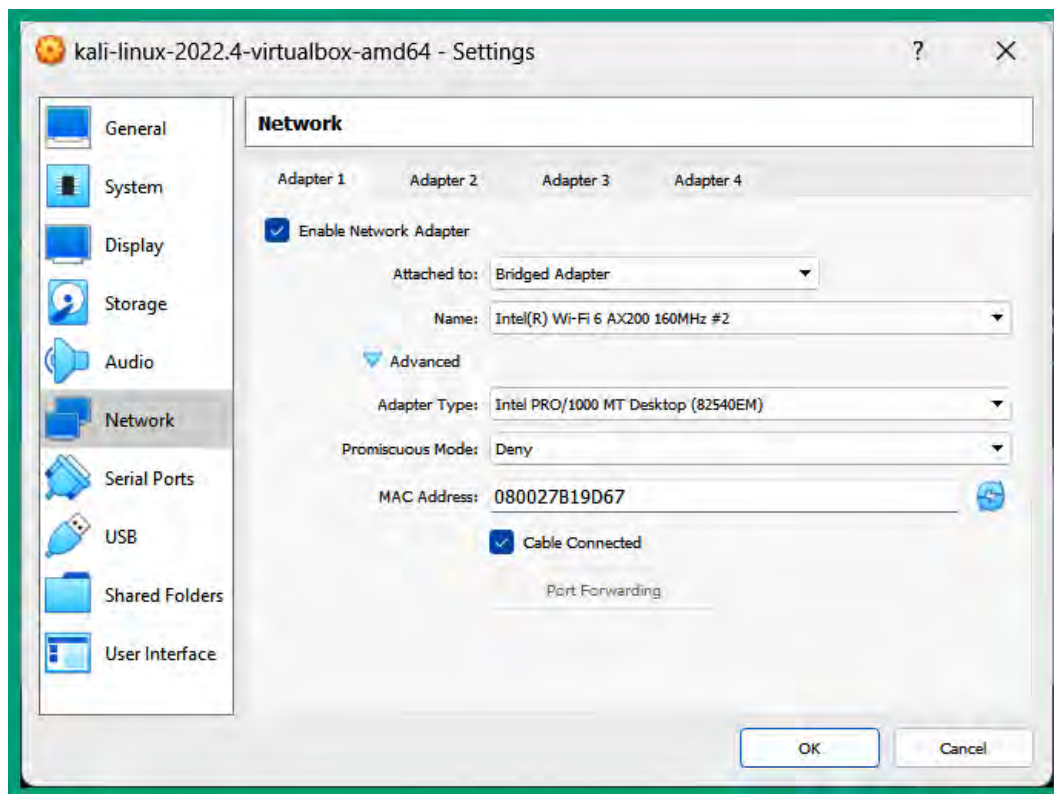 kali-linux-2022.4-virtualbox-amd64 - Settings ?
General
System
Display
Storage
Audio
Network
Serial Ports
USB
Shared Folders
User Interface
Network
Adapter 1 Adapter 2 Adapter 3 Adapter 4
Enable Network Adapter
Attached to: Bridged Adapter
Name: Intel(R) Wi-Fi 6 AX200 160MHz #2
Advanced
Adapter Type: Intel PRO/1000 MT Desktop (82540EM)
Promiscuous Mode: Deny
MAC Address: 080027B19D67
Cable Connected
Port Forwarding
OK Cancel